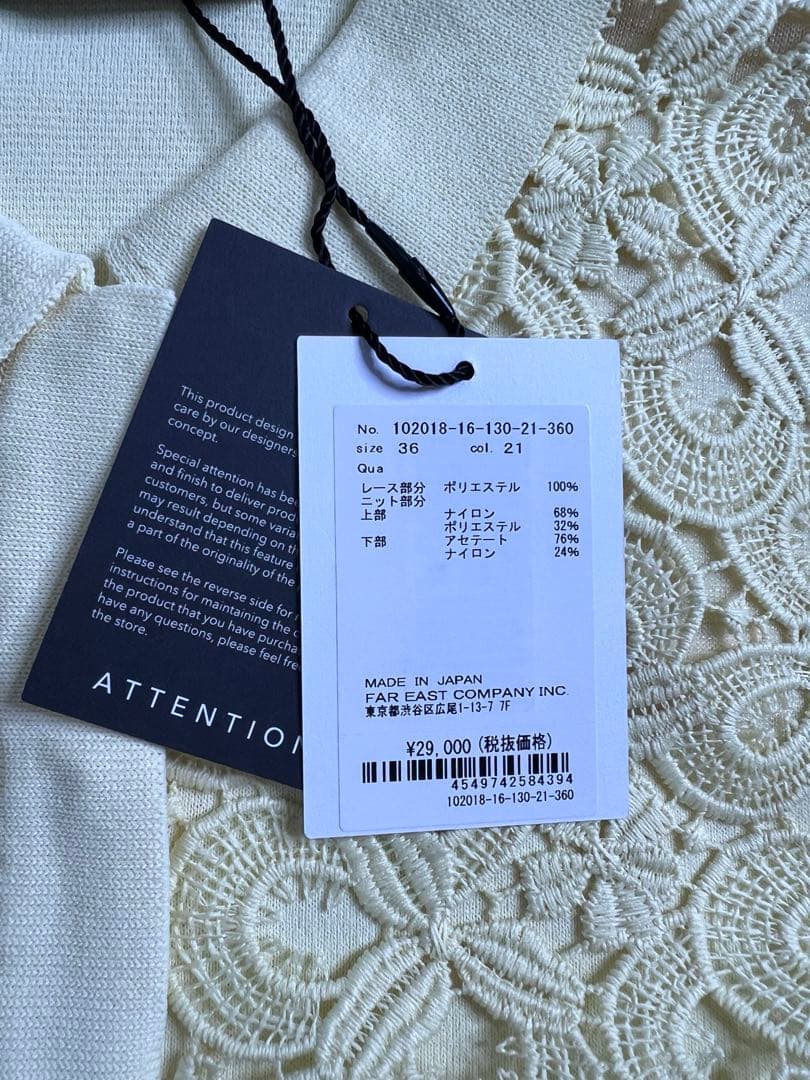 This product design
care by our designers
concept.
Special attention has
and finish to deliver
customers, but some
may result depending on
understand that this feature
a part of the originality of the
Please see the reverse side for
instructions for maintaining the
the product that you have
have any questions, please feel
the store.
ATTENTION
No. 102018-16-130-21-360
size 36 col. 21
Qua
レース部分 ポリエステル 100%
ニット部分
上部 ナイロン 68%
ポリエステル 32%
下部 アセテート 76%
ナイロン 24%
MADE IN JAPAN
FAR EAST COMPANY INC.
東京都渋谷区広尾1-13-7 7F
¥29,000 (税抜価格)
4549742584394
102018-16-130-21-360